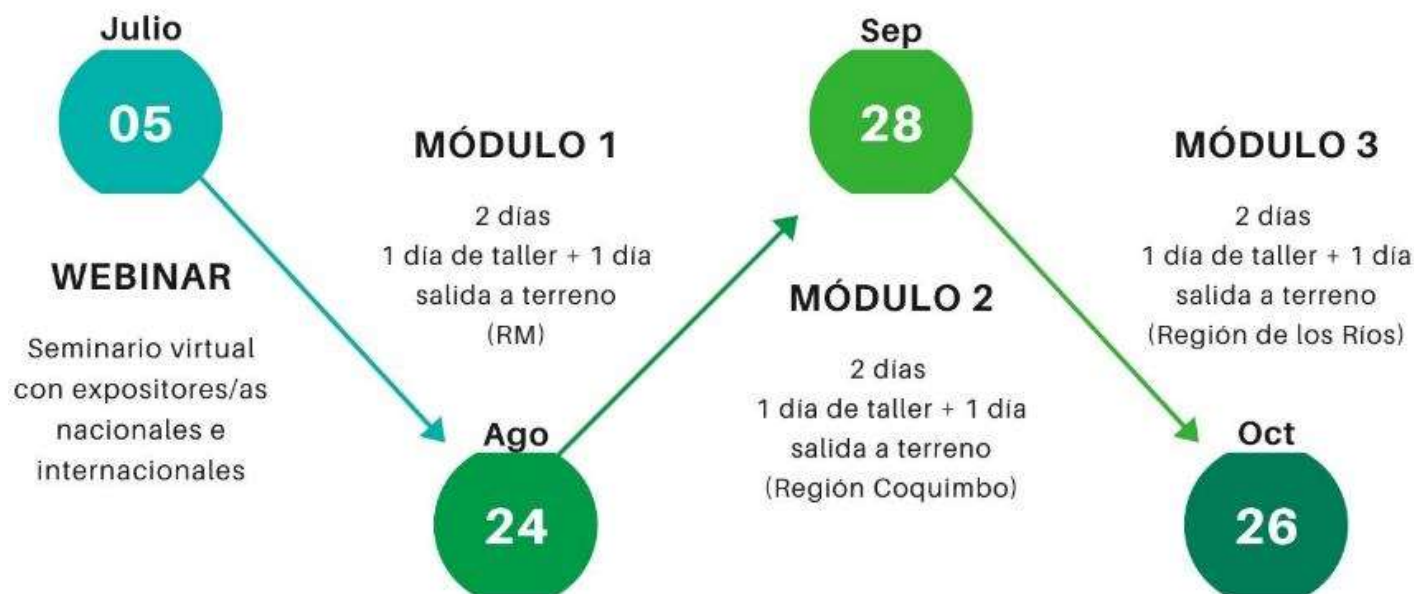 Julio
05
WEBINAR
Seminario virtual
con expositores/as
nacionales e
internacionales
MÓDULO 1
2 días
1 día de taller + 1 día
salida a terreno
(RM)
Ago
24
Sep
28
MÓDULO 2
2 días
1 día de taller + 1 día
salida a terreno
(Región Coquimbo)
MÓDULO 3
2 días
1 día de taller + 1 día
salida a terreno
(Región de los Ríos)
Oct
26